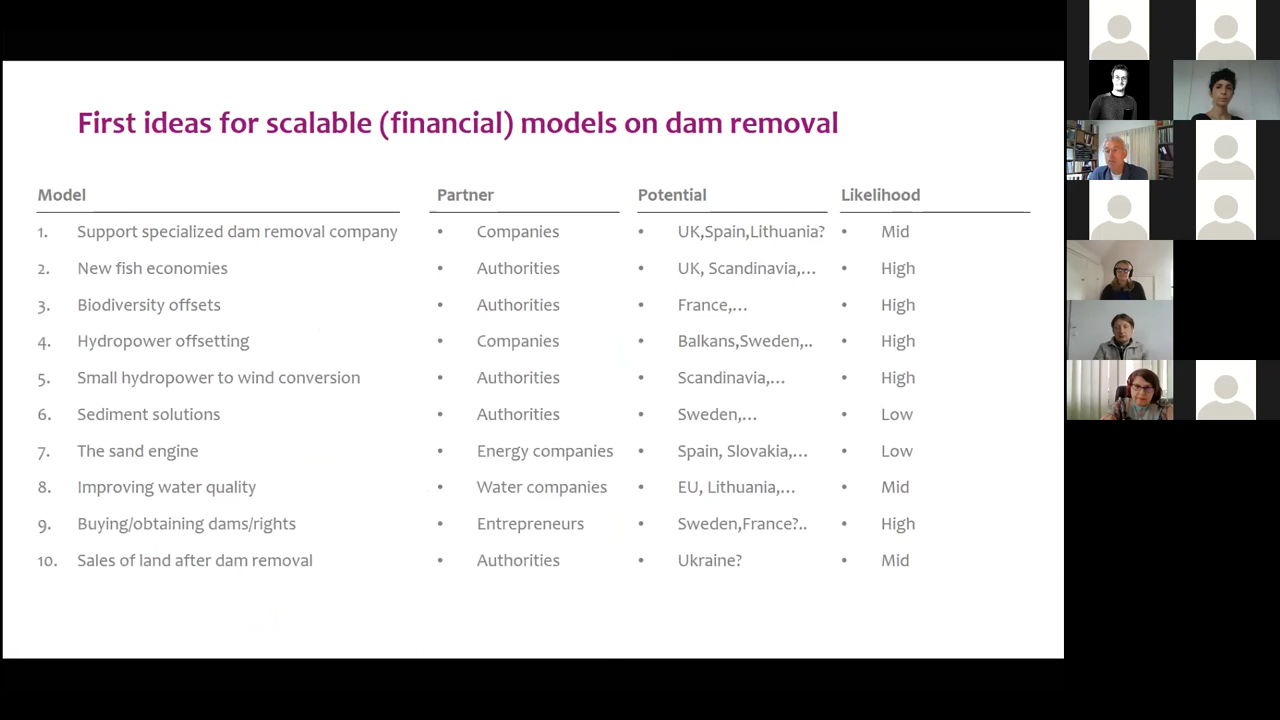 First ideas for scalable (financial) models on dam removal
Model Partner Potential Likelihood
1. Support specialized dam removal company • Companies • UK,Spain,Lithuania? • Mid
2. New fish economies • Authorities • UK, Scandinavia,… • High
3. Biodiversity offsets • Authorities • France,… • High
4. Hydropower offsetting • Companies • Balkans,Sweden,.. • High
5. Small hydropower to wind conversion • Authorities • Scandinavia,… • High
6. Sediment solutions • Authorities • Sweden,… • Low
7. The sand engine • Energy companies • Spain, Slovakia,… • Low
8. Improving water quality • Water companies • EU, Lithuania,… • Mid
9. Buying/obtaining dams/rights • Entrepreneurs • Sweden,France?.. • High
10. Sales of land after dam removal • Authorities • Ukraine? • Mid